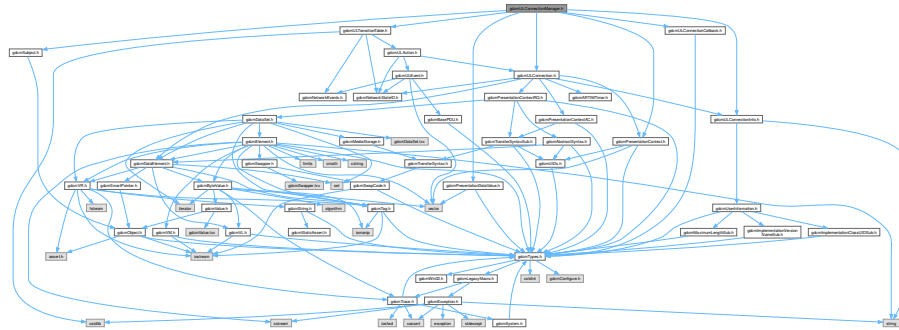 gdcmULConnectionManager.h
gdcmULTransitionTable.h
gdcmULConnectionCallback.h
gdcmSubject.h
gdcmULAction.h
gdcmULEvent.h
gdcmULConnection.h
gdcmNetworkEvents.h
gdcmNetworkStateID.h
gdcmPresentationContextRQ.h
gdcmARTIMTimer.h
gdcmDataSet.h
gdcmBasePDU.h
gdcmPresentationContextAC.h
gdcmULConnectionInfo.h
gdcmElement.h
gdcmMediaStorage.h
gdcmDataSet.txx
gdcmTransferSyntaxSub.h
gdcmAbstractSyntax.h
gdcmPresentationContext.h
gdcmDataElement.h
gdcmSwapper.h
limits
cmath
cstring
gdcmTransferSyntax.h
gdcmUIDs.h
gdcmVR.h
gdcmSmartPointer.h
gdcmByteValue.h
gdcmSwapper.txx
set
gdcmSwapCode.h
gdcmPresentationDataValue.h
fstream
iterator
gdcmValue.h
gdcmString.h
algorithm
gdcmTag.h
vector
gdcmUserInformation.h
gdcmObject.h
gdcmVM.h
gdcmValue.txx
gdcmVL.h
gdcmStaticAssert.h
iomanip
gdcmMaximumLengthSub.h
gdcmImplementationVersion
NameSub.h
gdcmImplementationClassUIDSub.h
assert.h
iostream
gdcmTypes.h
gdcmWin32.h
gdcmLegacyMacro.h
cstdint
gdcmConfigure.h
gdcmTrace.h
gdcmException.h
cstdlib
sstream
cassert
exception
stdexcept
gdcmSystem.h
string